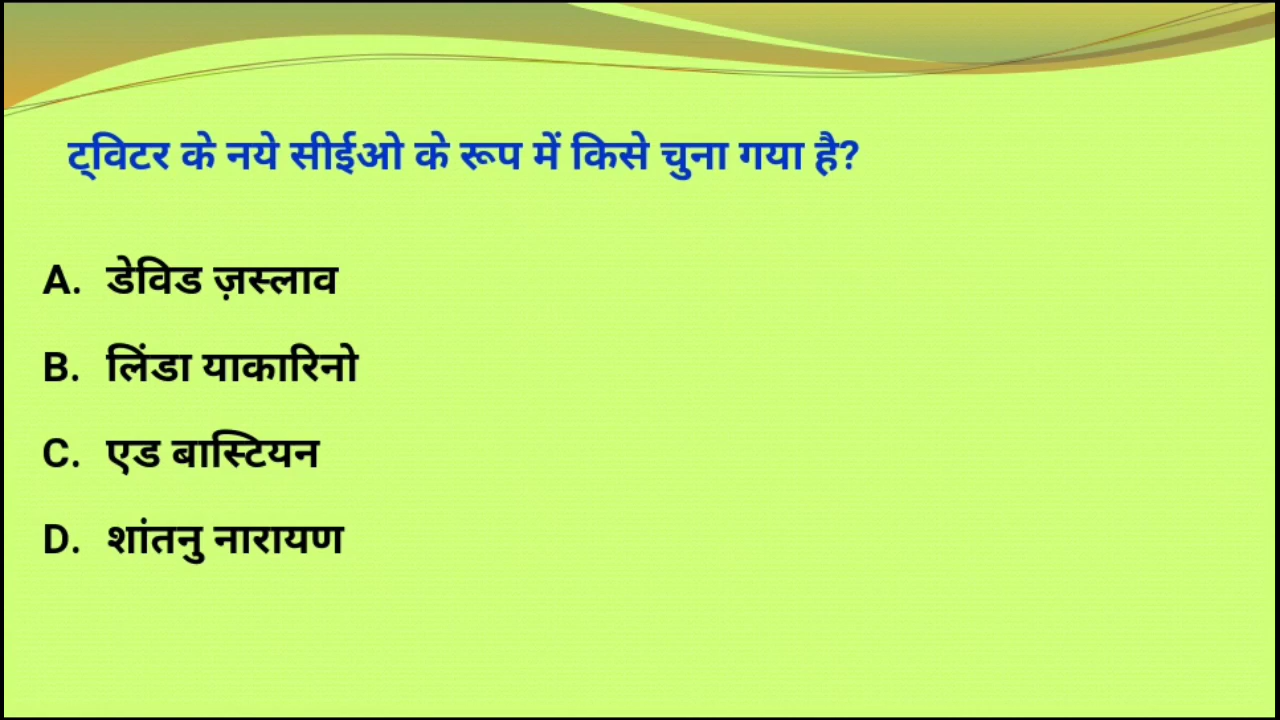 ट्विटर के नये सीईओ के रूप में किसे चुना गया है?
A. डेविड ज़स्लाव
B. लिंडा याकारिनो
C. एड बास्टियन
D. शांतनु नारायण